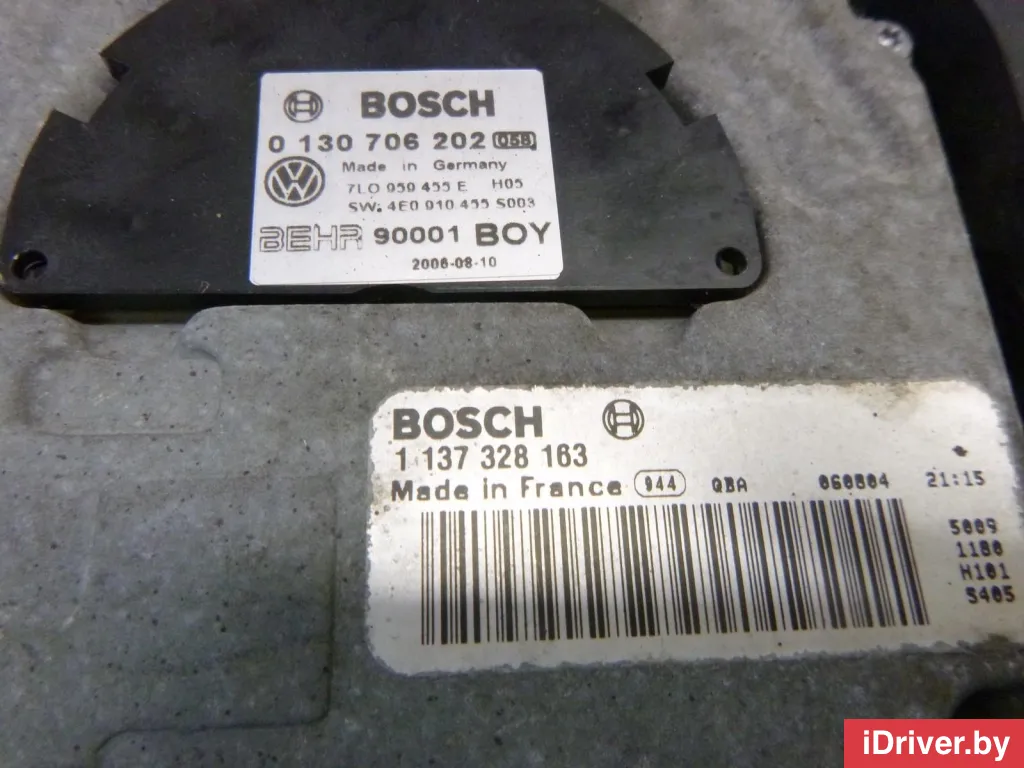 BOSCH
0 130 706 202 058
Made in Germany
7L0 959 455 E H05
SW: 4E0 910 455 S003
BEHR 90001 BOY
2006-08-10
BOSCH
1 137 328 163
Made in France 944 QBA 060804 21:15
5009
1180
H101
5405
iDriver.by